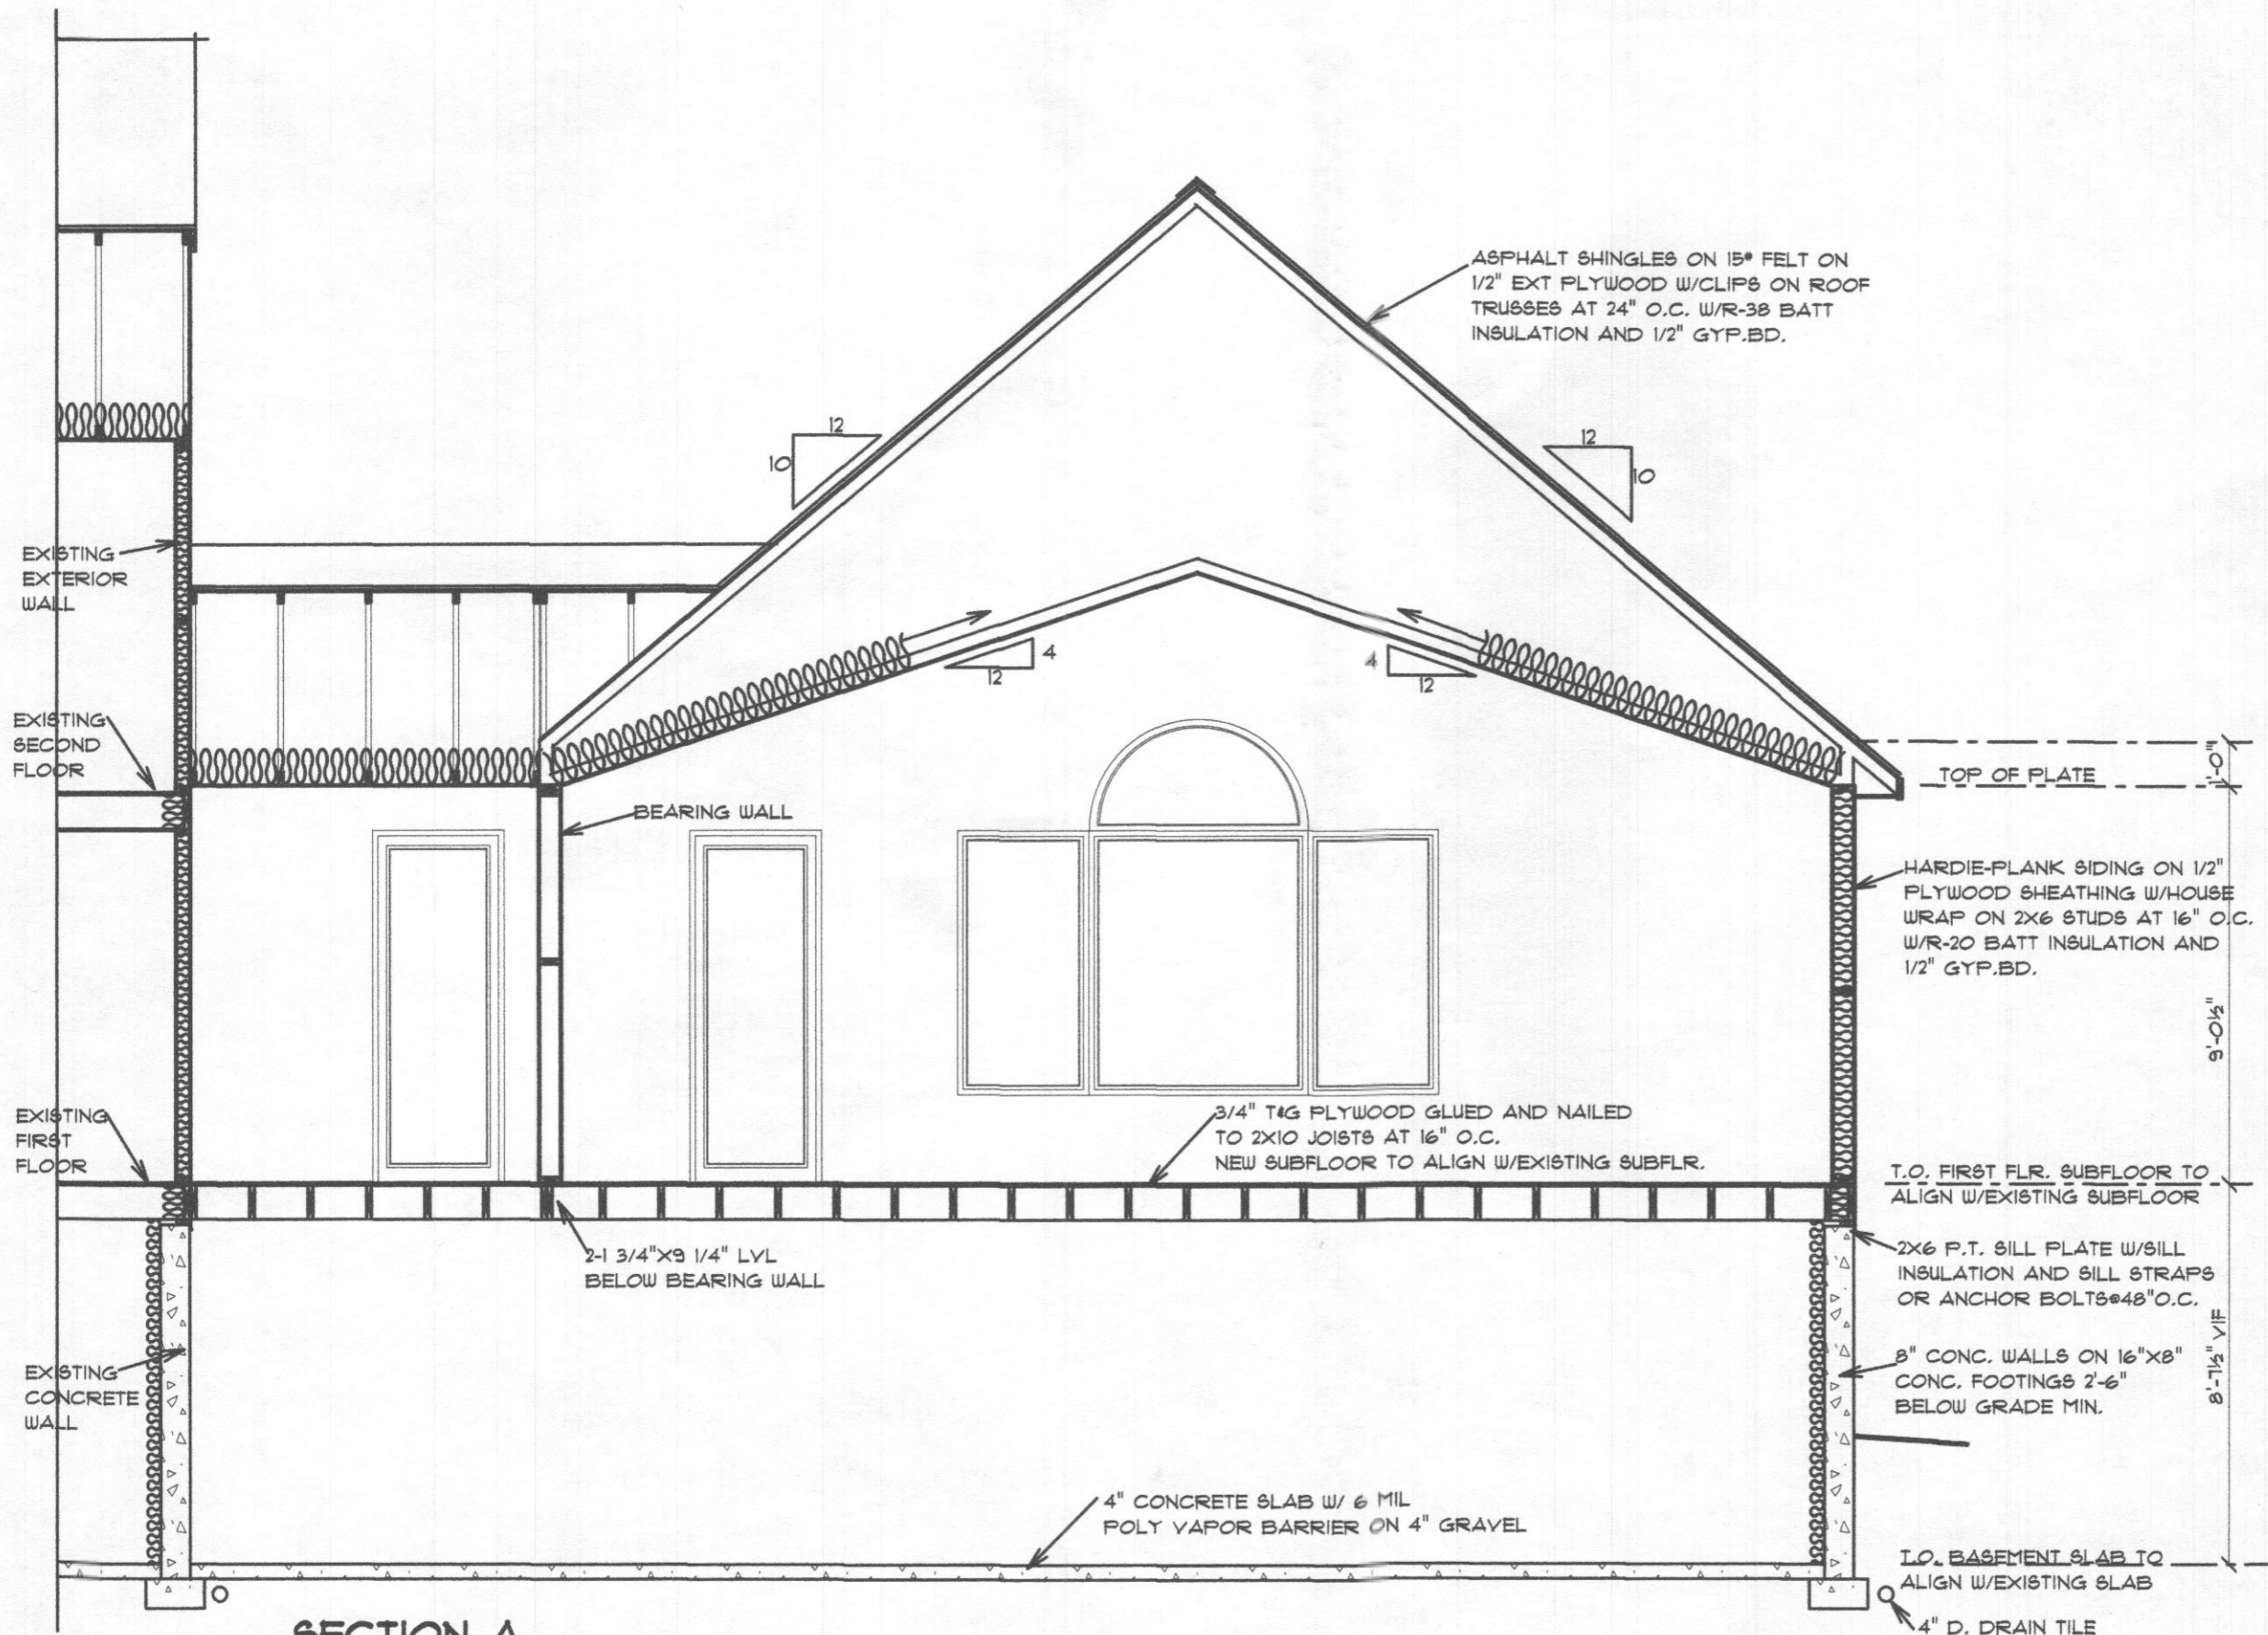 ASPHALT SHINGLES ON 15# FELT ON
1/2" EXT PLYWOOD W/CLIPS ON ROOF
TRUSSES AT 24" O.C. W/R-38 BATT
INSULATION AND 1/2" GYP.BD.
12
10
12
10
EXISTING
EXTERIOR
WALL
4
12
4
12
EXISTING
SECOND
FLOOR
1'-0"
TOP OF PLATE
BEARING WALL
HARDIE-PLANK SIDING ON 1/2"
PLYWOOD SHEATHING W/HOUSE
WRAP ON 2X6 STUDS AT 16" O.C.
W/R-20 BATT INSULATION AND
1/2" GYP.BD.
9'-0½"
EXISTING
FIRST
FLOOR
3/4" T&G PLYWOOD GLUED AND NAILED
TO 2X10 JOISTS AT 16" O.C.
NEW SUBFLOOR TO ALIGN W/EXISTING SUBFLR.
T.O. FIRST FLR. SUBFLOOR TO
ALIGN W/EXISTING SUBFLOOR
2-1 3/4"X9 1/4" LVL
BELOW BEARING WALL
2X6 P.T. SILL PLATE W/SILL
INSULATION AND SILL STRAPS
OR ANCHOR BOLTS@48"O.C.
8'-7½" VIF
EXISTING
CONCRETE
WALL
8" CONC. WALLS ON 16"X8"
CONC. FOOTINGS 2'-6"
BELOW GRADE MIN.
4" CONCRETE SLAB W/ 6 MIL
POLY VAPOR BARRIER ON 4" GRAVEL
T.O. BASEMENT SLAB TO
ALIGN W/EXISTING SLAB
4" D. DRAIN TILE
SECTION A